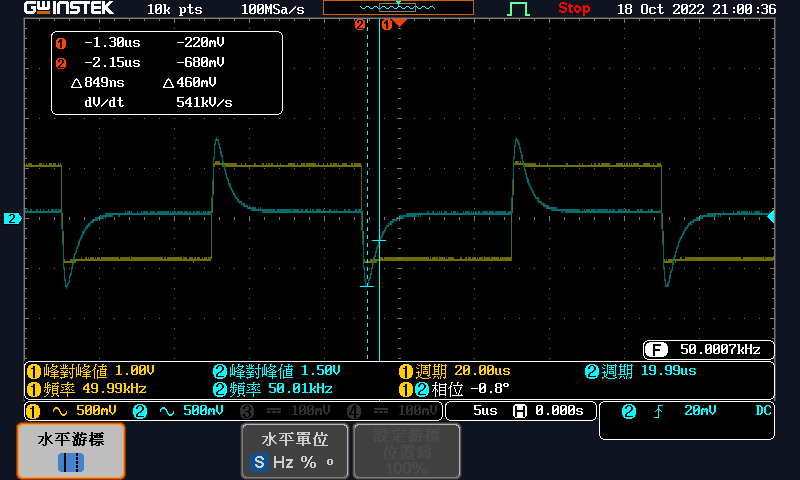 GWINSTEK 10k pts 100MSa/s Stop 18 Oct 2022 21:00:36
2 1
1 -1.30us -220mV
2 -2.15us -680mV
△849ns △460mV
dV/dt 541kV/s
2
F 50.0007kHz
1 峰對峰值 1.00V 2 峰對峰值 1.50V 1 週期 20.00us 2 週期 19.99us
1 頻率 49.99kHz 2 頻率 50.01kHz 1 2 相位 -0.8°
1 500mV 2 500mV 3 100mV 4 100mV 5us H 0.000s 2 20mV DC
水平游標 水平單位 設定游標
S Hz % ° 位置為
100%